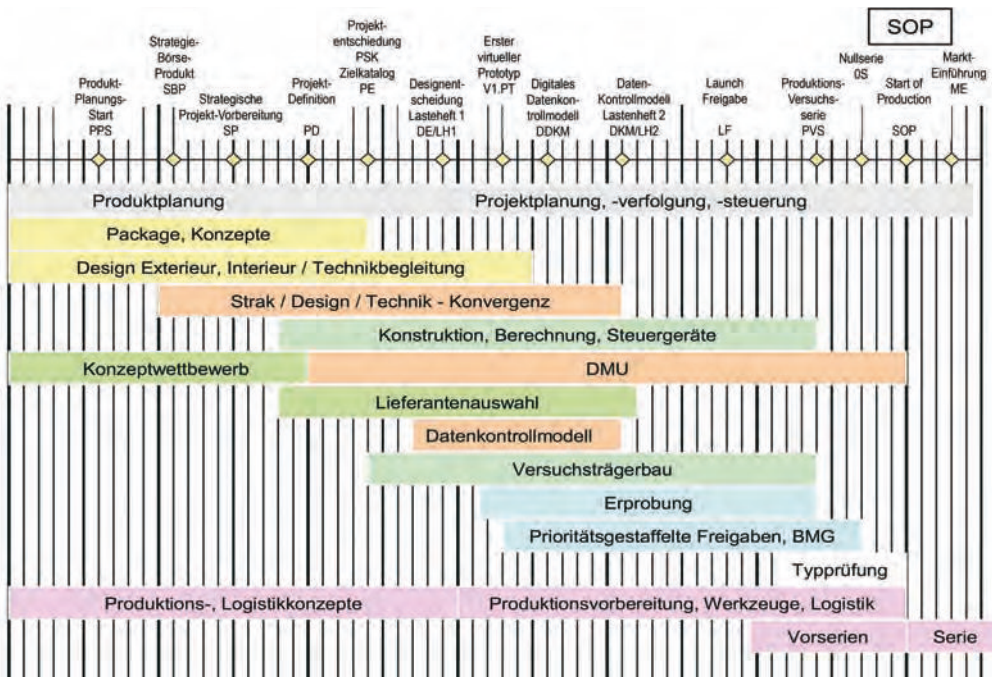 SOP
Produkt-
Planungs-
Start
PPS
Strategie-
Börse-
Produkt
SBP
Strategische
Projekt-Vorbereitung
SP
Projekt-
Definition
PD
Projekt-
entschiedung
PSK
Zielkatalog
PE
Designent-
scheidung
Lasteheft 1
DE/LH1
Erster
virtueller
Prototyp
V1.PT
Digitales
Datenkon-
trollmodell
DDKM
Daten-
Kontrollmodell
Lastenheft 2
DKM/LH2
Launch
Freigabe
LF
Produktions-
Versuchs-
serie
PVS
Nullserie
0S
Start of
Production
SOP
Markt-
Einführung
ME
Produktplanung
Projektplanung, -verfolgung, -steuerung
Package, Konzepte
Design Exterieur, Interieur / Technikbegleitung
Strak / Design / Technik - Konvergenz
Konstruktion, Berechnung, Steuergeräte
Konzeptwettbewerb
DMU
Lieferantenauswahl
Datenkontrollmodell
Versuchsträgerbau
Erprobung
Prioritätsgestaffelte Freigaben, BMG
Typprüfung
Produktions-, Logistikkonzepte
Produktionsvorbereitung, Werkzeuge, Logistik
Vorserien
Serie